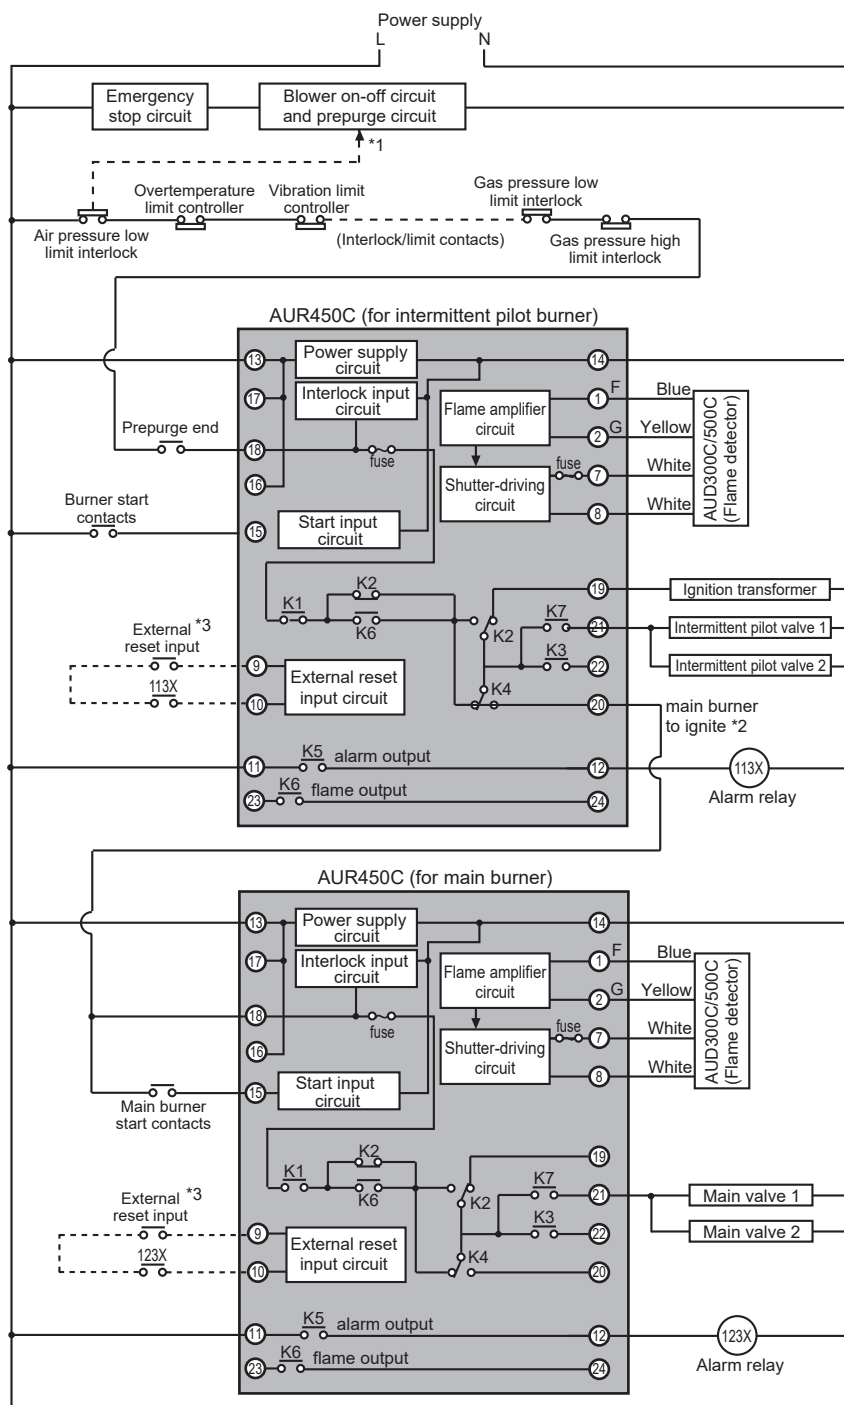 Power supply
L N
Emergency
stop circuit
Blower on-off circuit
and prepurge circuit
*1
Air pressure low
limit interlock
Overtemperature
limit controller
Vibration limit
controller
(Interlock/limit contacts)
Gas pressure low
limit interlock
Gas pressure high
limit interlock
AUR450C (for intermittent pilot burner)
13
Power supply
circuit
14
17
Interlock input
circuit
Flame amplifier
circuit
1
F
Blue
2
G
Yellow
AUD300C/500C
(Flame detector)
Prepurge end
18
fuse
Shutter-driving
circuit
fuse
7
White
8
White
16
Burner start
contacts
15
Start input
circuit
K1
K2
K6
K2
19
Ignition transformer
K7
21
Intermittent pilot valve 1
K3
22
Intermittent pilot valve 2
K4
20
main burner
to ignite *2
External *3
reset input
113X
9
10
External reset
input circuit
11
K5
alarm output
12
113X
Alarm relay
23
K6
flame output
24
AUR450C (for main burner)
13
Power supply
circuit
14
17
Interlock input
circuit
Flame amplifier
circuit
1
F
Blue
2
G
Yellow
AUD300C/500C
(Flame detector)
18
fuse
Shutter-driving
circuit
fuse
7
White
8
White
16
Main burner
start contacts
15
Start input
circuit
K1
K2
K6
K2
19
K7
21
Main valve 1
K3
22
Main valve 2
K4
20
External *3
reset input
123X
9
10
External reset
input circuit
11
K5
alarm output
12
123X
Alarm relay
23
K6
flame output
24